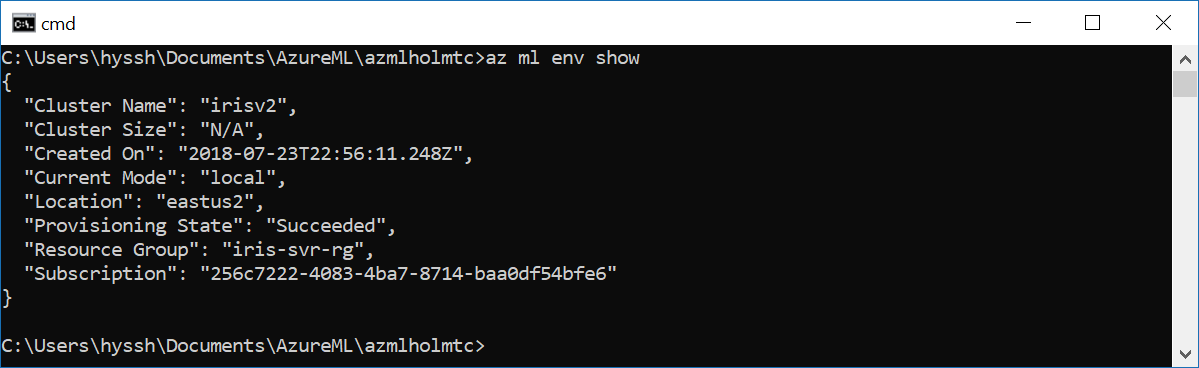 cmd
C:\Users\hyssh\Documents\AzureML\azmlholmtc>az ml env show
{
  "Cluster Name": "irisv2",
  "Cluster Size": "N/A",
  "Created On": "2018-07-23T22:56:11.248Z",
  "Current Mode": "local",
  "Location": "eastus2",
  "Provisioning State": "Succeeded",
  "Resource Group": "iris-svr-rg",
  "Subscription": "256c7222-4083-4ba7-8714-baa0df54bfe6"
}
C:\Users\hyssh\Documents\AzureML\azmlholmtc>